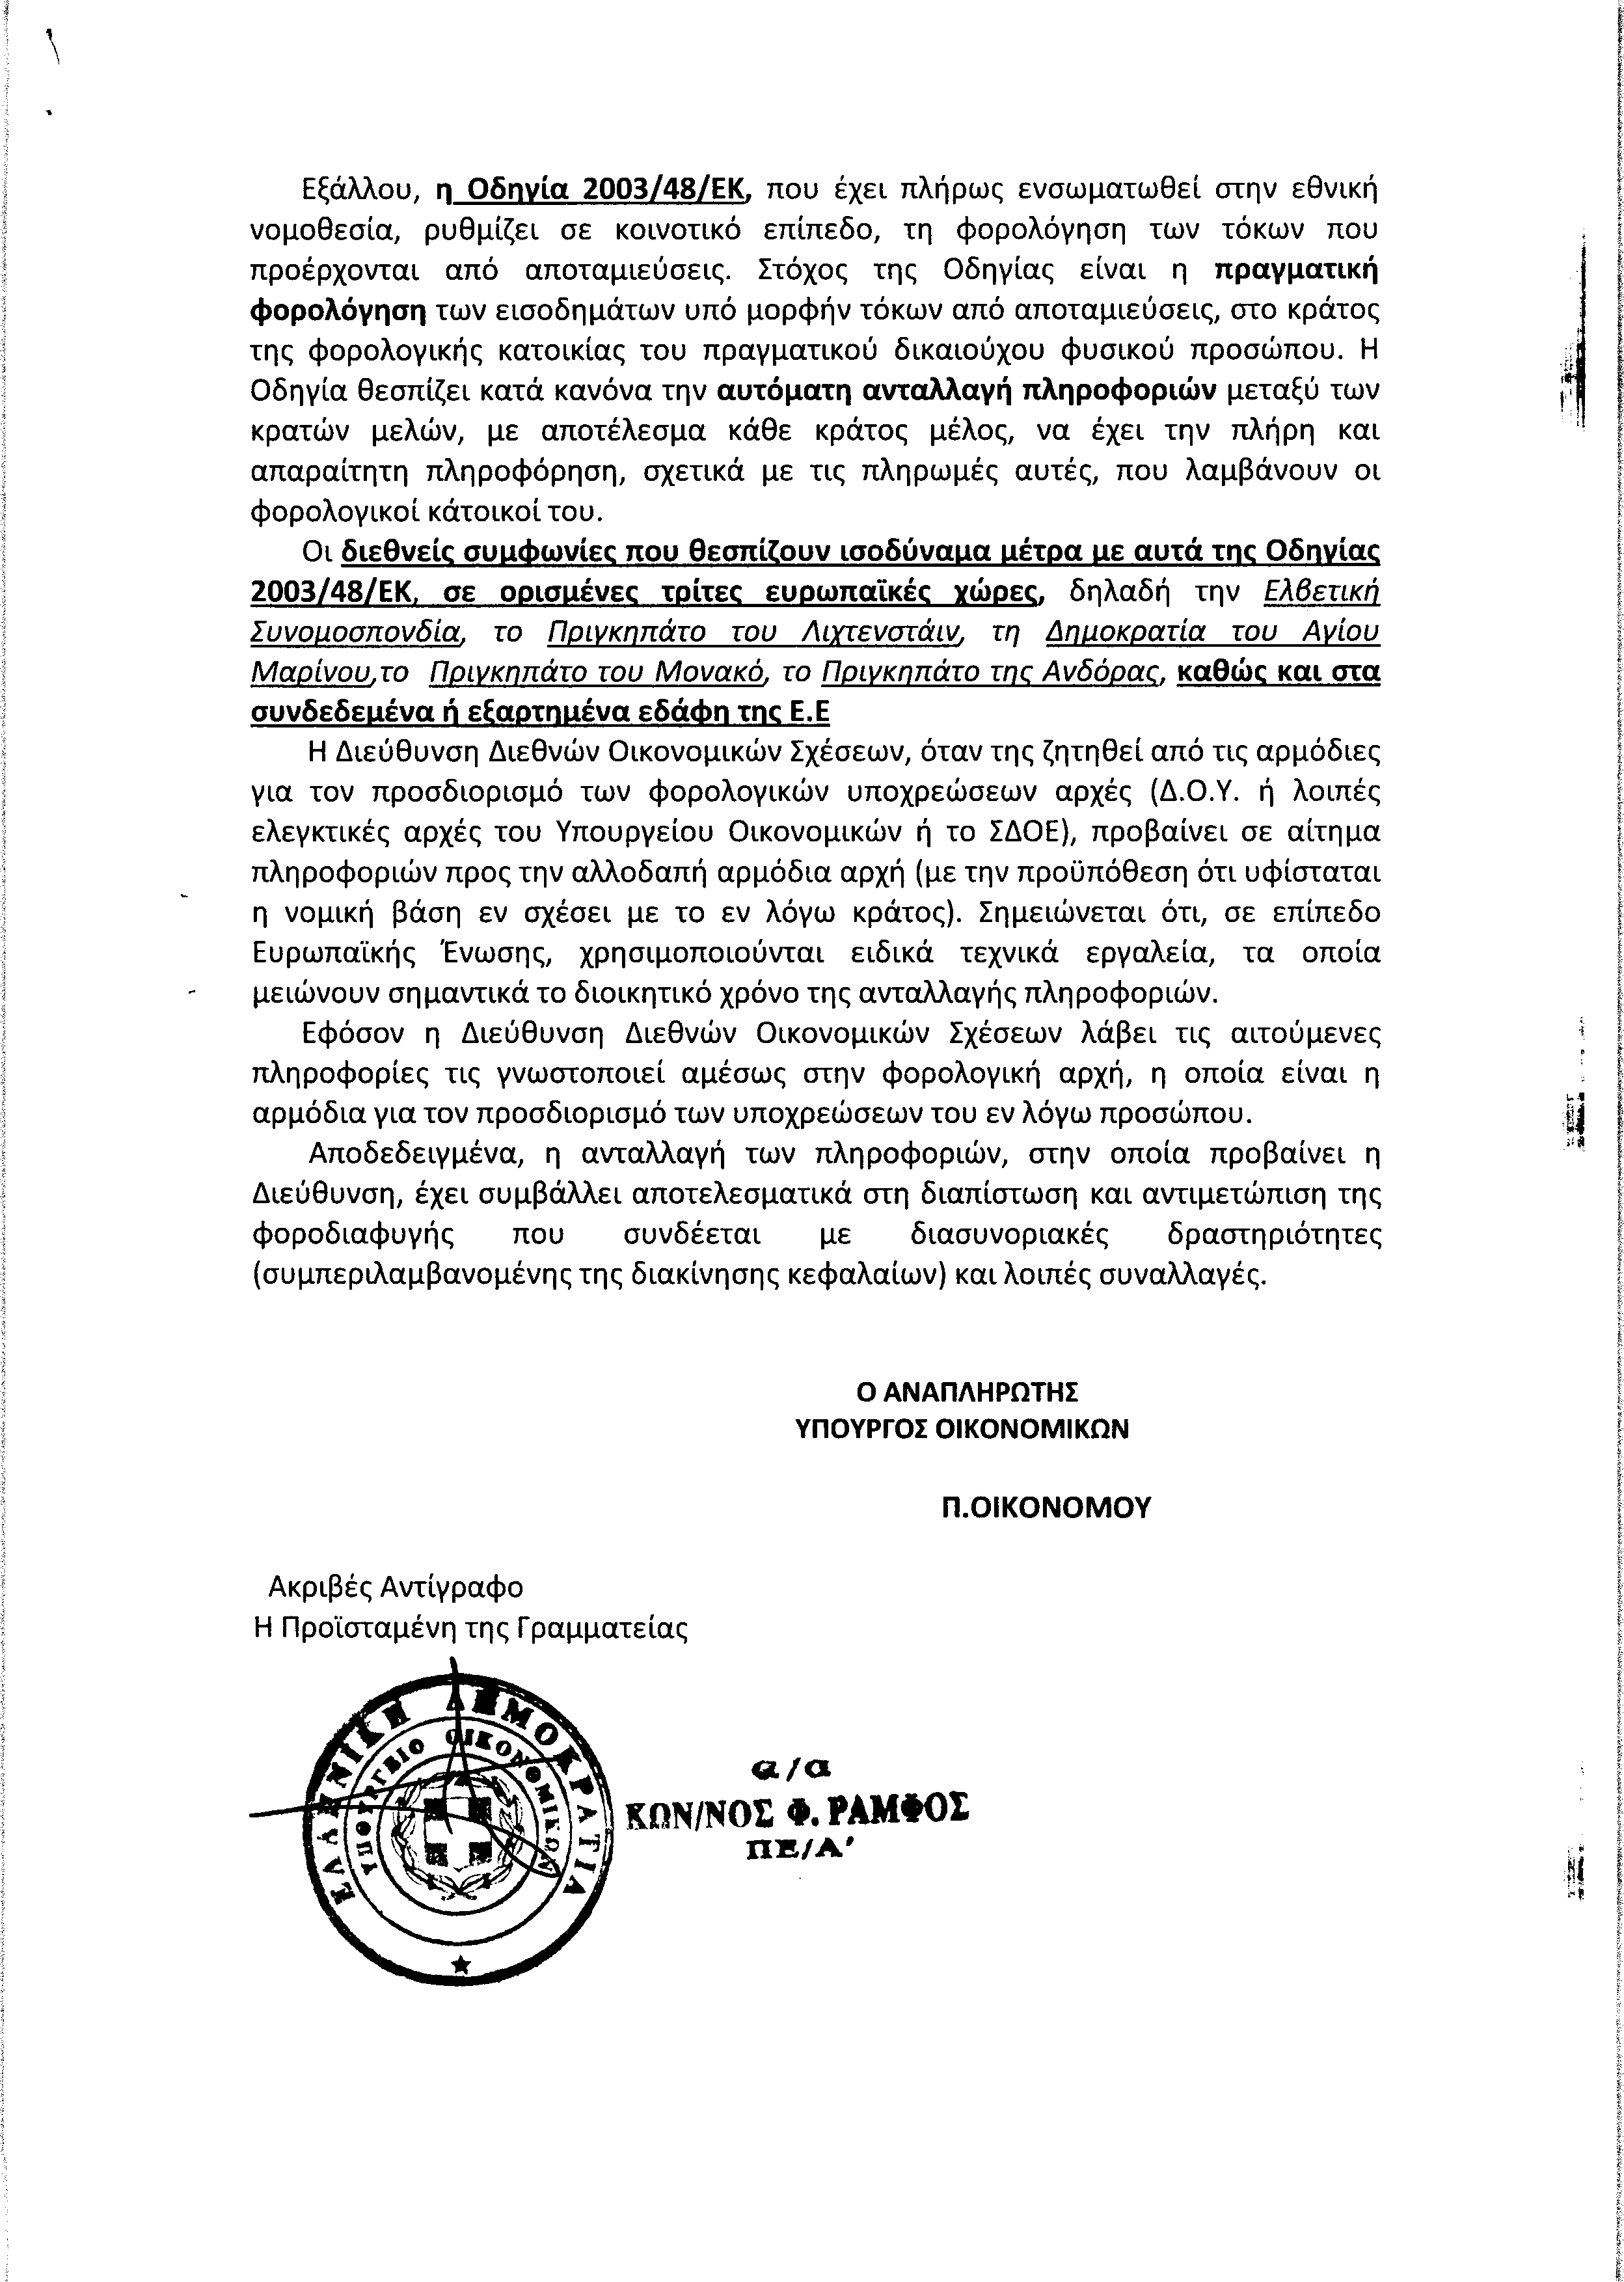 Εξάλλου, η Οδηγία 2003/48/ΕΚ, που έχει πλήρως ενσωματωθεί στην εθνική
νομοθεσία, ρυθμίζει σε κοινοτικό επίπεδο, τη φορολόγηση των τόκων που
προέρχονται από αποταμιεύσεις. Στόχος της Οδηγίας είναι η πραγματική
φορολόγηση των εισοδημάτων υπό μορφήν τόκων από αποταμιεύσεις, στο κράτος
της φορολογικής κατοικίας του πραγματικού δικαιούχου φυσικού προσώπου. Η
Οδηγία θεσπίζει κατά κανόνα την αυτόματη ανταλλαγή πληροφοριών μεταξύ των
κρατών μελών, με αποτέλεσμα κάθε κράτος μέλος, να έχει την πλήρη και
απαραίτητη πληροφόρηση, σχετικά με τις πληρωμές αυτές, που λαμβάνουν οι
φορολογικοί κάτοικοί του.
Οι διεθνείς συμφωνίες που θεσπίζουν ισοδύναμα μέτρα με αυτά της Οδηγίας
2003/48/ΕΚ, σε ορισμένες τρίτες ευρωπαϊκές χώρες, δηλαδή την Ελβετική
Συνομοσπονδία, το Πριγκηπάτο του Λιχτενστάιν, τη Δημοκρατία του Αγίου
Μαρίνου,το Πριγκηπάτο του Μονακό, το Πριγκηπάτο της Ανδόρας, καθώς και στα
συνδεδεμένα ή εξαρτημένα εδάφη της Ε.Ε
Η Διεύθυνση Διεθνών Οικονομικών Σχέσεων, όταν της ζητηθεί από τις αρμόδιες
για τον προσδιορισμό των φορολογικών υποχρεώσεων αρχές (Δ.Ο.Υ. ή λοιπές
ελεγκτικές αρχές του Υπουργείου Οικονομικών ή το ΣΔΟΕ), προβαίνει σε αίτημα
πληροφοριών προς την αλλοδαπή αρμόδια αρχή (με την προϋπόθεση ότι υφίσταται
η νομική βάση εν σχέσει με το εν λόγω κράτος). Σημειώνεται ότι, σε επίπεδο
Ευρωπαϊκής Ένωσης, χρησιμοποιούνται ειδικά τεχνικά εργαλεία, τα οποία
μειώνουν σημαντικά το διοικητικό χρόνο της ανταλλαγής πληροφοριών.
Εφόσον η Διεύθυνση Διεθνών Οικονομικών Σχέσεων λάβει τις αιτούμενες
πληροφορίες τις γνωστοποιεί αμέσως στην φορολογική αρχή, η οποία είναι η
αρμόδια για τον προσδιορισμό των υποχρεώσεων του εν λόγω προσώπου.
Αποδεδειγμένα, η ανταλλαγή των πληροφοριών, στην οποία προβαίνει η
Διεύθυνση, έχει συμβάλλει αποτελεσματικά στη διαπίστωση και αντιμετώπιση της
φοροδιαφυγής που συνδέεται με διασυνοριακές δραστηριότητες
(συμπεριλαμβανομένης της διακίνησης κεφαλαίων) και λοιπές συναλλαγές.
Ο ΑΝΑΠΛΗΡΩΤΗΣ
ΥΠΟΥΡΓΟΣ ΟΙΚΟΝΟΜΙΚΩΝ
Π.ΟΙΚΟΝΟΜΟΥ
Ακριβές Αντίγραφο
Η Προϊσταμένη της Γραμματείας
ΕΛΛΗΝΙΚΗ ΔΗΜΟΚΡΑΤΙΑ
ΥΠΟΥΡΓΕΙΟ ΟΙΚΟΝΟΜΙΚΩΝ
α/α
ΚΩΝ/ΝΟΣ Φ. ΡΑΜΦΟΣ
ΠΕ/Α'